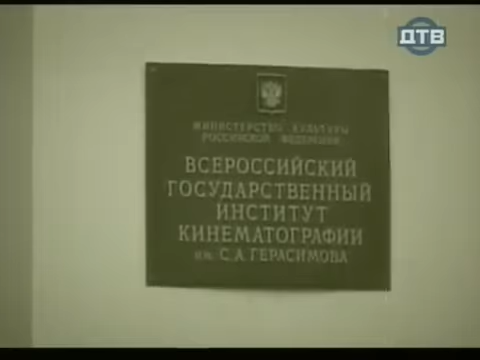 ДТВ
МИНИСТЕРСТВО КУЛЬТУРЫ
РОССИЙСКОЙ ФЕДЕРАЦИИ
ВСЕРОССИЙСКИЙ
ГОСУДАРСТВЕННЫЙ
ИНСТИТУТ
КИНЕМАТОГРАФИИ
им. С.А.ГЕРАСИМОВА